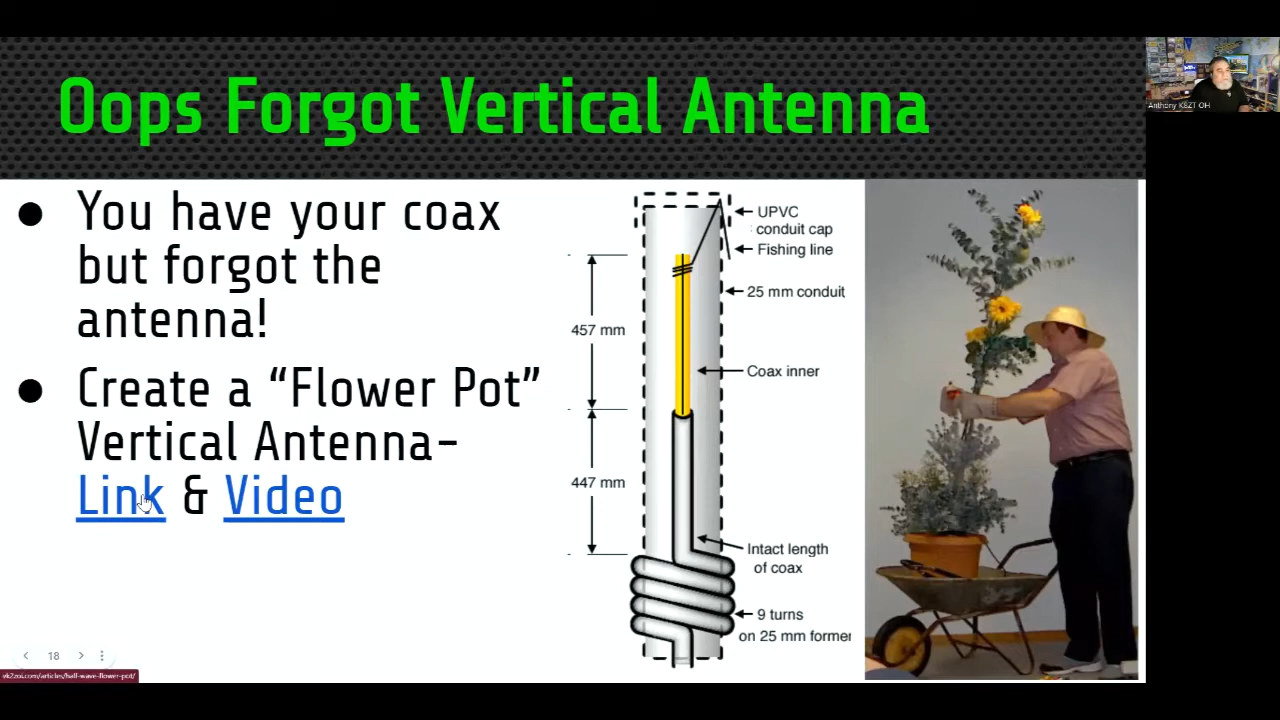 Oops Forgot Vertical Antenna
Anthony K8ZT OH
● You have your coax
but forgot the
antenna!
● Create a “Flower Pot”
Vertical Antenna-
Link & Video
UPVC
conduit cap
Fishing line
25 mm conduit
457 mm
Coax inner
447 mm
Intact length
of coax
9 turns
on 25 mm former
18
vk2zoi.com/articles/half-wave-flower-pot/